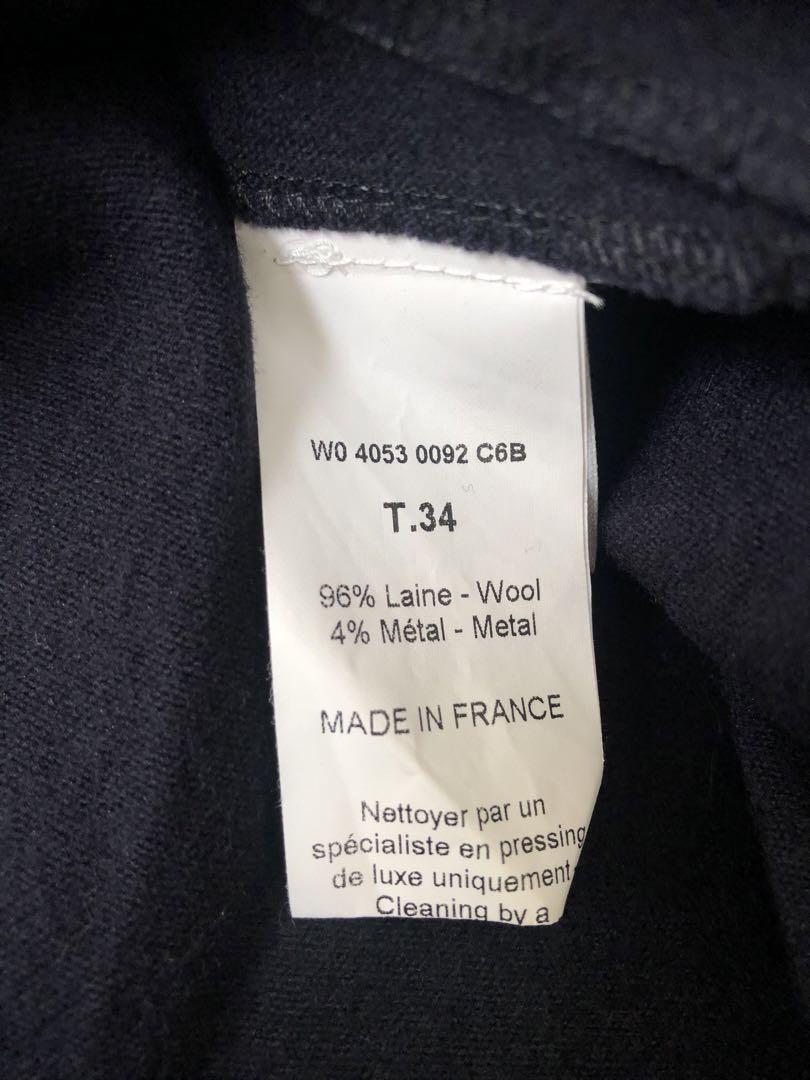 W0 4053 0092 C6B
T.34
96% Laine - Wool
4% Métal - Metal
MADE IN FRANCE
Nettoyer par un
spécialiste en pressing
de luxe uniquement
Cleaning by a